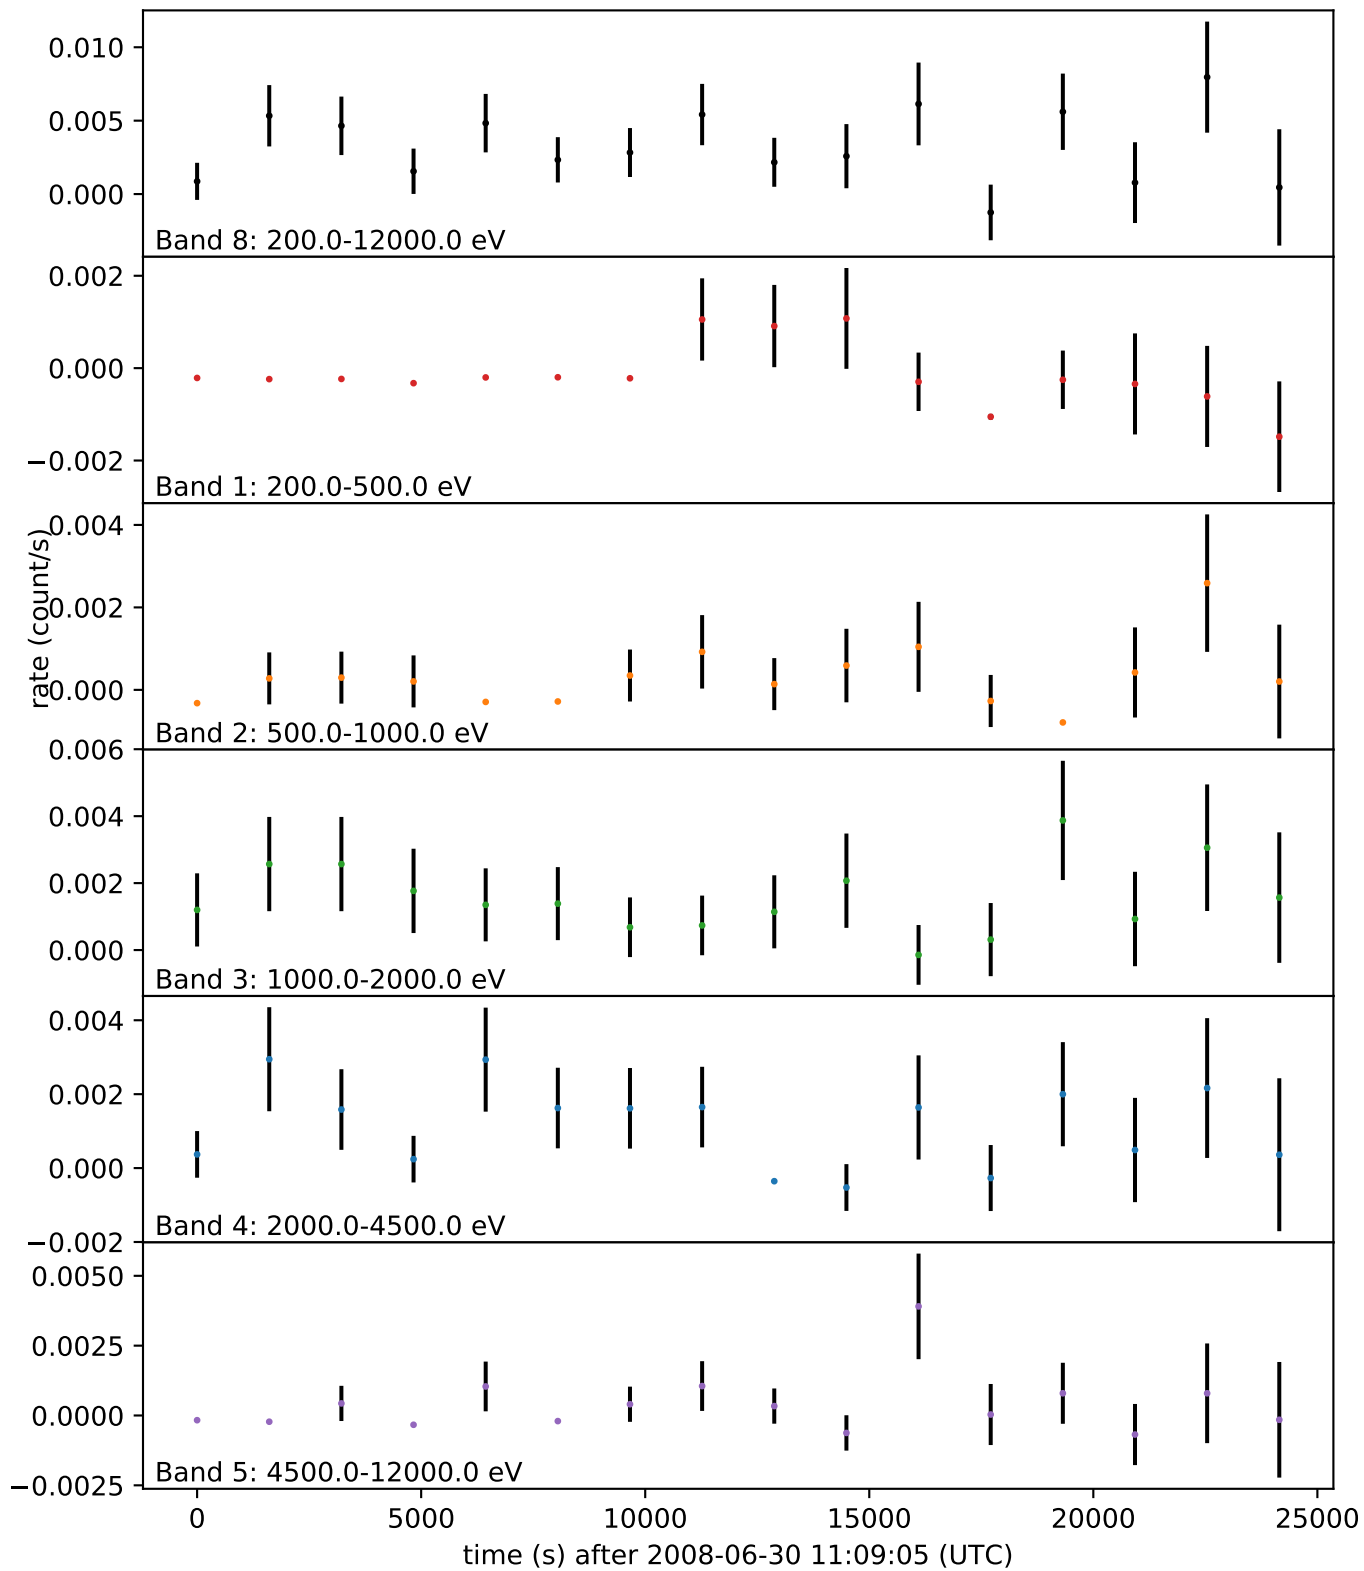 0.010
0.005
0.000
Band 8: 200.0-12000.0 eV
0.002
0.000
−0.002
Band 1: 200.0-500.0 eV
rate (count/s)
0.004
0.002
0.000
Band 2: 500.0-1000.0 eV
0.006
0.004
0.002
0.000
Band 3: 1000.0-2000.0 eV
0.004
0.002
0.000
Band 4: 2000.0-4500.0 eV
−0.002
0.0050
0.0025
0.0000
Band 5: 4500.0-12000.0 eV
−0.0025
0 5000 10000 15000 20000 25000
time (s) after 2008-06-30 11:09:05 (UTC)